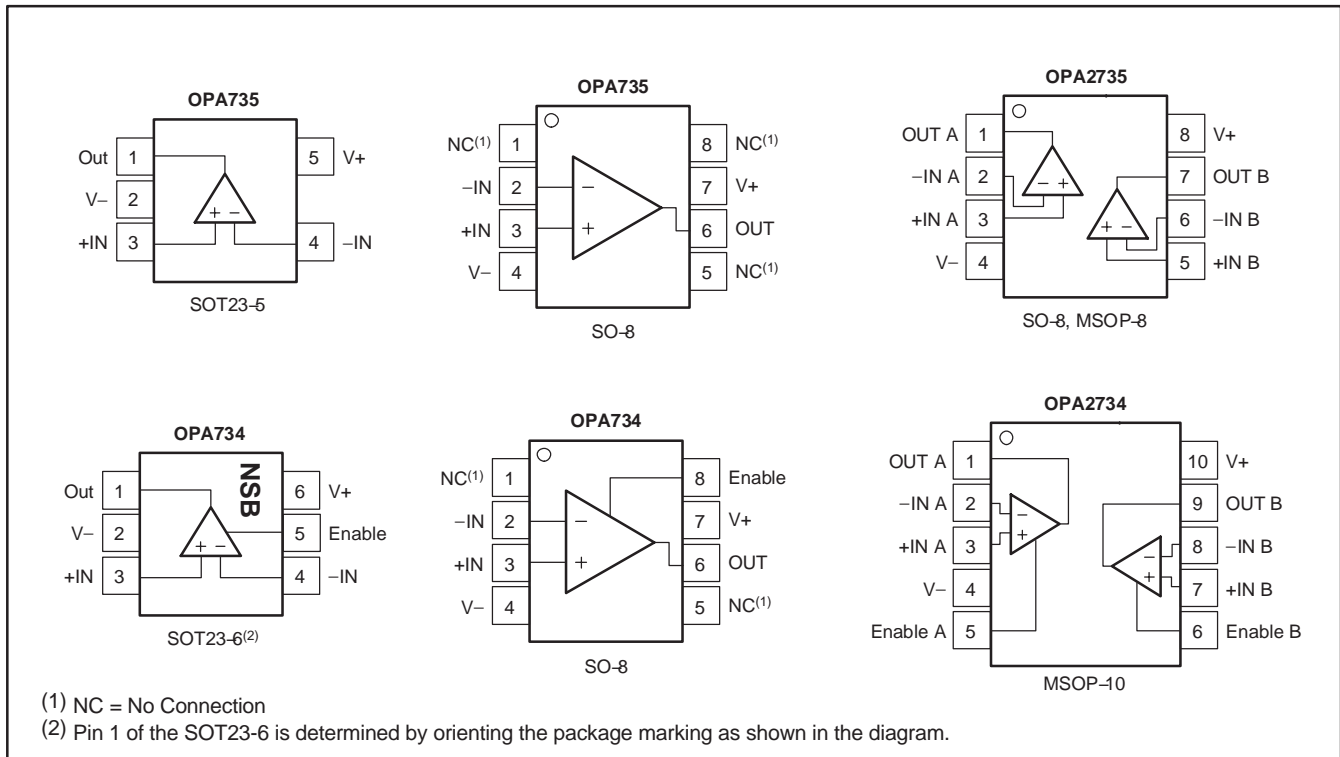 OPA735
Out 1
V− 2
+IN 3
5 V+
4 −IN
+ −
SOT23-5
OPA735
NC(1) 1
−IN 2
+IN 3
V− 4
8 NC(1)
7 V+
6 OUT
5 NC(1)
−
+
SO-8
OPA2735
OUT A 1
−IN A 2
+IN A 3
V− 4
8 V+
7 OUT B
6 −IN B
5 +IN B
− +
+ −
SO-8, MSOP-8
OPA734
Out 1
V− 2
+IN 3
6 V+
5 Enable
4 −IN
NSB
+ −
SOT23-6(2)
OPA734
NC(1) 1
−IN 2
+IN 3
V− 4
8 Enable
7 V+
6 OUT
5 NC(1)
−
+
SO-8
OPA2734
OUT A 1
−IN A 2
+IN A 3
V− 4
Enable A 5
10 V+
9 OUT B
8 −IN B
7 +IN B
6 Enable B
−
+
−
+
MSOP-10
(1) NC = No Connection
(2) Pin 1 of the SOT23-6 is determined by orienting the package marking as shown in the diagram.